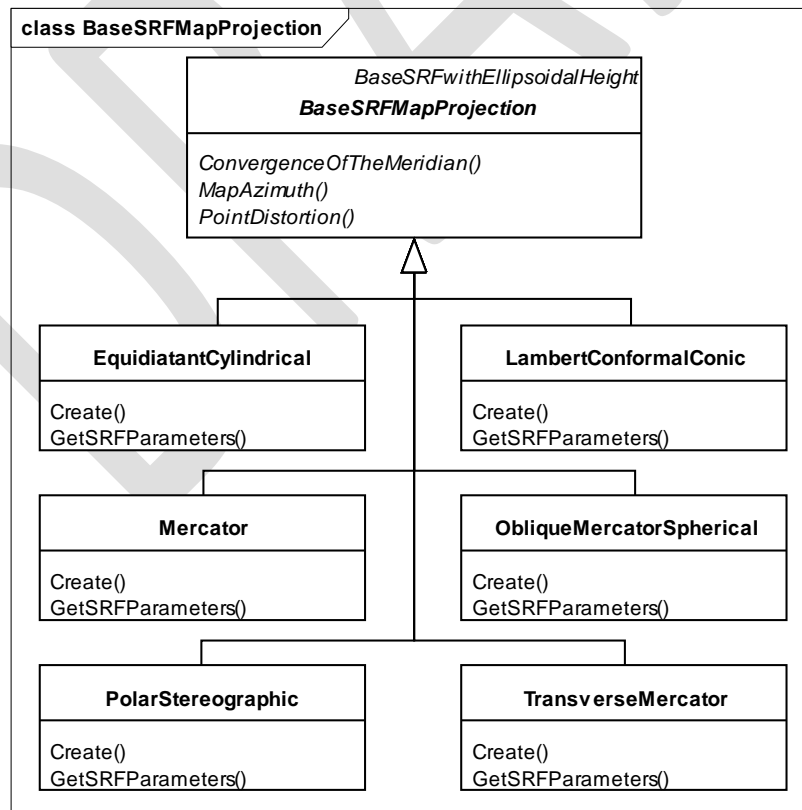 class BaseSRFMapProjection
BaseSRFwithEllipsoidalHeight
BaseSRFMapProjection
ConvergenceOfTheMeridian()
MapAzimuth()
PointDistortion()
EquidiatantCylindrical
Create()
GetSRFParameters()
LambertConformalConic
Create()
GetSRFParameters()
Mercator
Create()
GetSRFParameters()
ObliqueMercatorSpherical
Create()
GetSRFParameters()
PolarStereographic
Create()
GetSRFParameters()
TransverseMercator
Create()
GetSRFParameters()